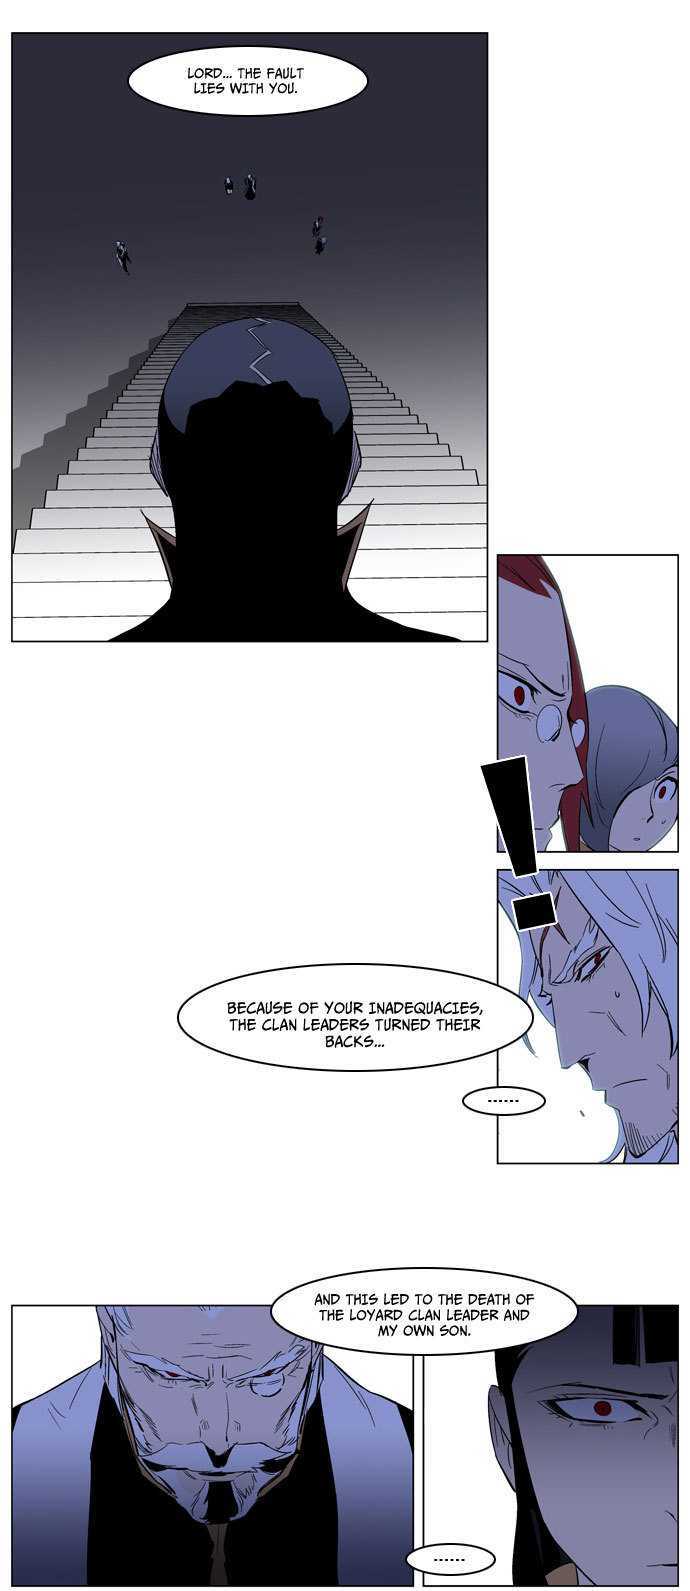 LORD... THE FAULT
LIES WITH YOU.
!
BECAUSE OF YOUR INADEQUACIES,
THE CLAN LEADERS TURNED THEIR
BACKS...
------
AND THIS LED TO THE DEATH OF
THE LOYARD CLAN LEADER AND
MY OWN SON.
------